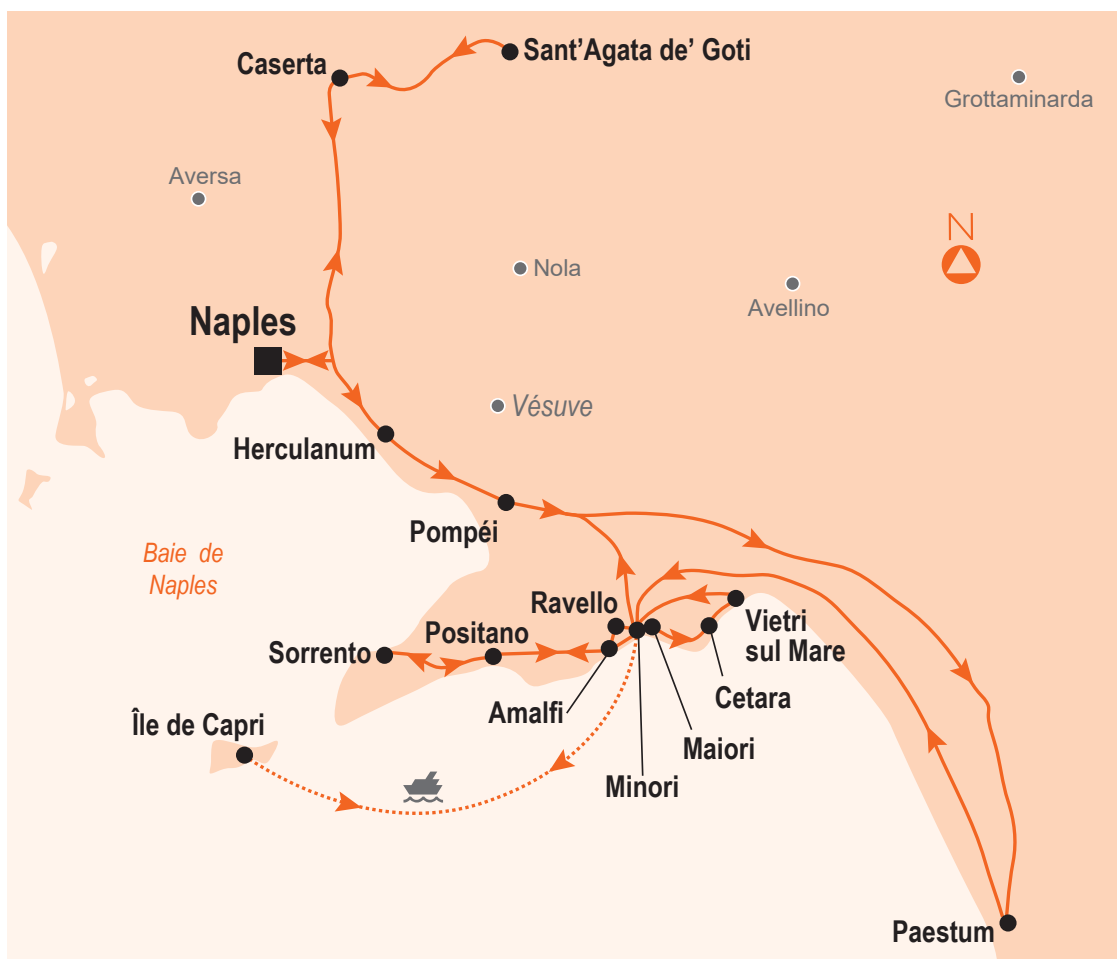 Sant’Agata de’ Goti
Caserta
Grottaminarda
Aversa
N
Nola
Avellino
Naples
Vésuve
Herculanum
Pompéi
Baie de
Naples
Ravello
Positano
Sorrento
Vietri
sul Mare
Cetara
Amalfi
Île de Capri
Maiori
Minori
Paestum